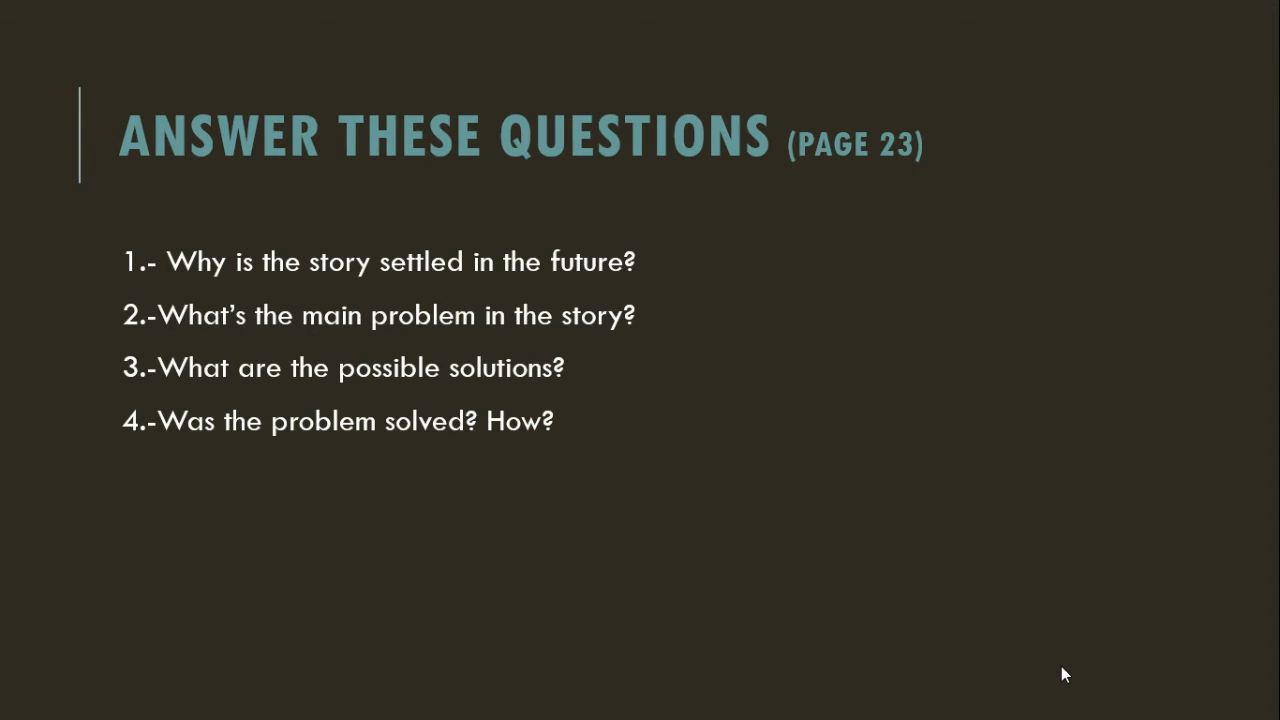 ANSWER THESE QUESTIONS (PAGE 23)
1.- Why is the story settled in the future?
2.-What’s the main problem in the story?
3.-What are the possible solutions?
4.-Was the problem solved? How?